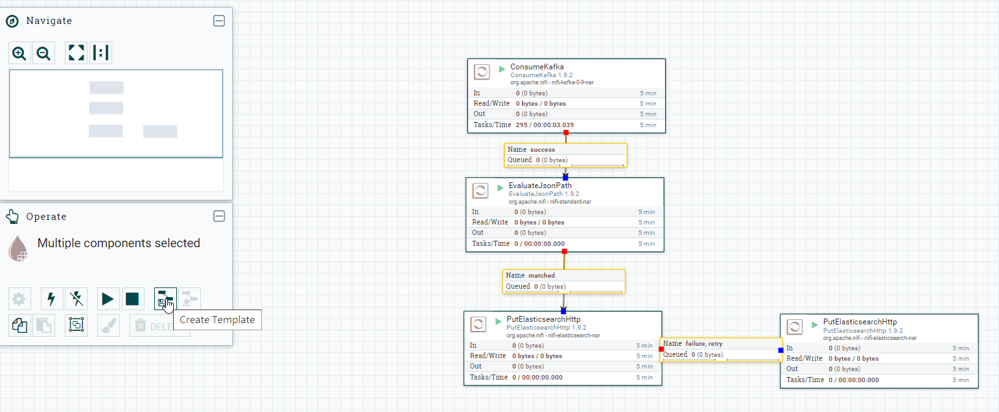 Navigate
Operate
Multiple components selected
DELE
Create Template
ConsumeKafka
ConsumeKafka 1.9.2
org.apache.nifi - nifi-kafka-0-9-nar
In 0 (0 bytes) 5 min
Read/Write 0 bytes / 0 bytes 5 min
Out 0 (0 bytes) 5 min
Tasks/Time 295 / 00:00:03.039 5 min
Name success
Queued 0 (0 bytes)
EvaluateJsonPath
EvaluateJsonPath 1.9.2
org.apache.nifi - nifi-standard-nar
In 0 (0 bytes) 5 min
Read/Write 0 bytes / 0 bytes 5 min
Out 0 (0 bytes) 5 min
Tasks/Time 0 / 00:00:00.000 5 min
Name matched
Queued 0 (0 bytes)
PutElasticsearchHttp
PutElasticsearchHttp 1.9.2
org.apache.nifi - nifi-elasticsearch-nar
In 0 (0 bytes) 5 min
Read/Write 0 bytes / 0 bytes 5 min
Out 0 (0 bytes) 5 min
Tasks/Time 0 / 00:00:00.000 5 min
Name failure, retry
Queued 0 (0 bytes)
PutElasticsearchHttp
PutElasticsearchHttp 1.9.2
org.apache.nifi - nifi-elasticsearch-nar
In 0 (0 bytes) 5 min
Read/Write 0 bytes / 0 bytes 5 min
Out 0 (0 bytes) 5 min
Tasks/Time 0 / 00:00:00.000 5 min